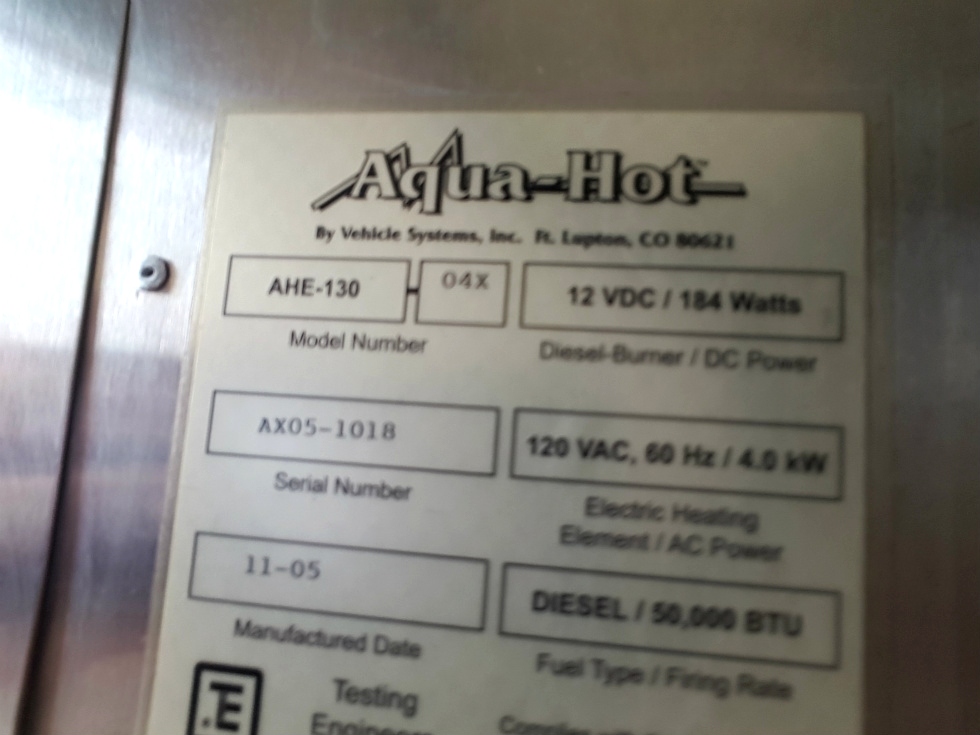 Aqua-Hot™
By Vehicle Systems, Inc. Ft. Lupton, CO 80621
AHE-130 - 04X
Model Number
12 VDC / 184 Watts
Diesel-Burner / DC Power
AX05-1018
Serial Number
120 VAC, 60 Hz / 4.0 kW
Electric Heating
Element / AC Power
11-05
Manufactured Date
DIESEL / 50,000 BTU
Fuel Type / Firing Rate
Testing